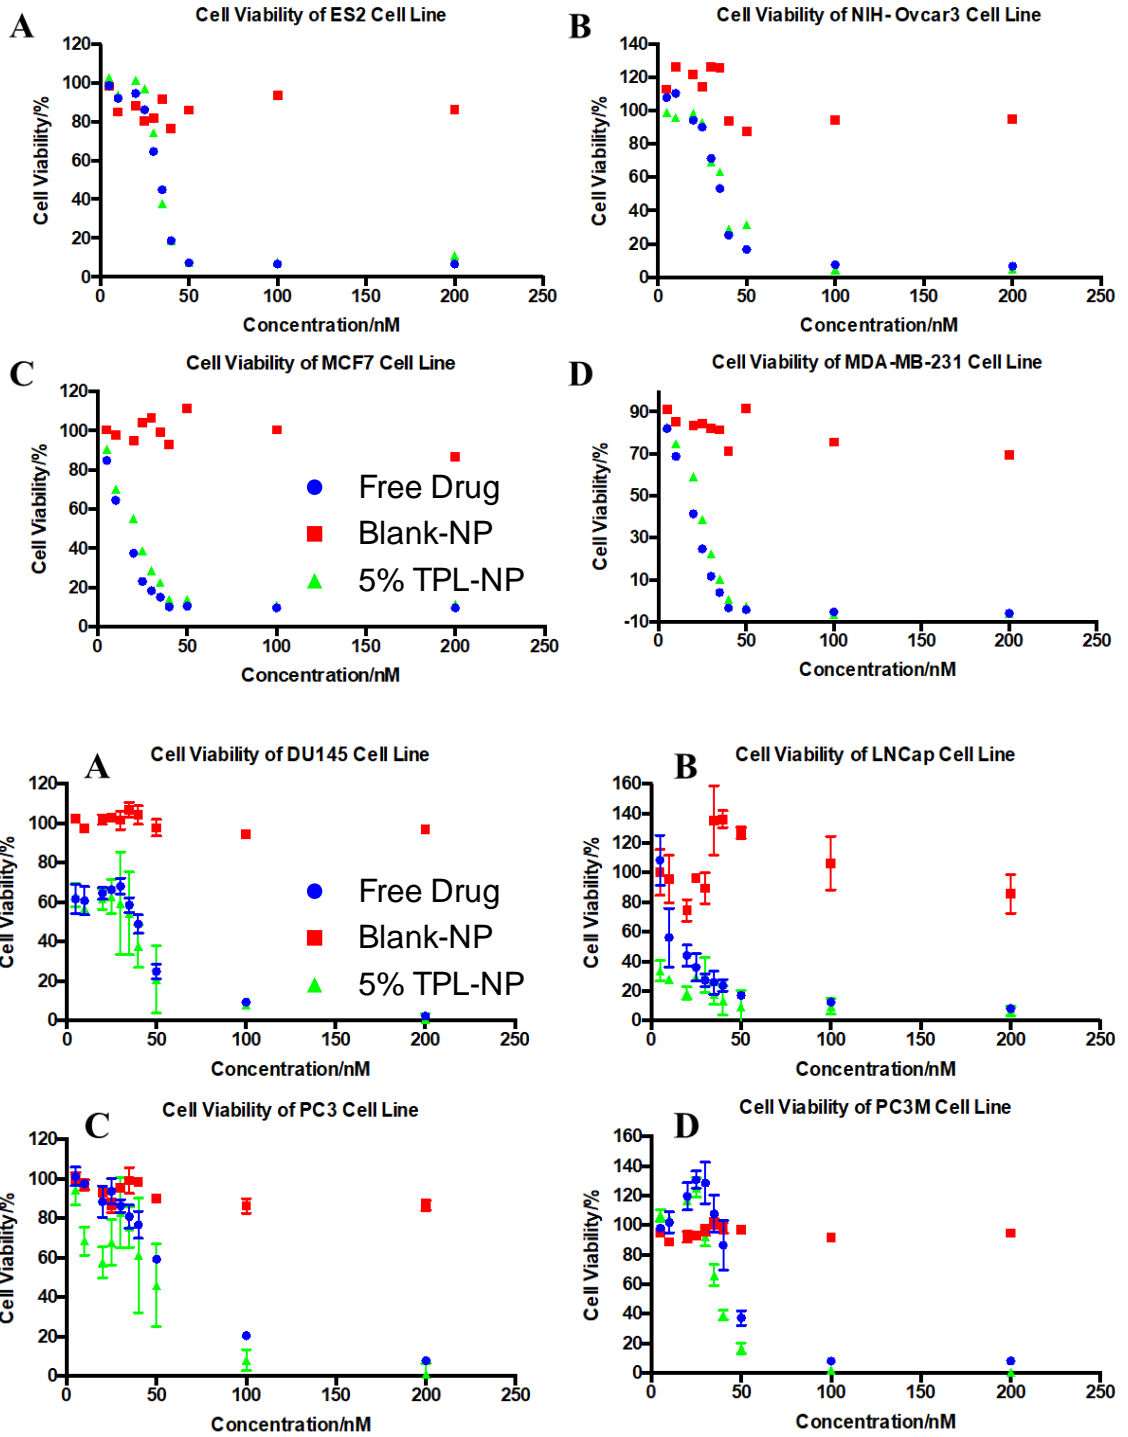 A
Cell Viability of ES2 Cell Line
120
100
80
60
40
20
0
Cell Viability/%
0 50 100 150 200 250
Concentration/nM
B
Cell Viability of NIH-Ovcar3 Cell Line
140
120
100
80
60
40
20
0
Cell Viability/%
0 50 100 150 200 250
Concentration/nM
C
Cell Viability of MCF7 Cell Line
120
100
80
60
40
20
0
Cell Viability/%
Free Drug
Blank-NP
5% TPL-NP
0 50 100 150 200 250
Concentration/nM
D
Cell Viability of MDA-MB-231 Cell Line
90
70
50
30
10
-10
Cell Viability/%
0 50 100 150 200 250
Concentration/nM
A
Cell Viability of DU145 Cell Line
120
100
80
60
40
20
0
Cell Viability/%
Free Drug
Blank-NP
5% TPL-NP
0 50 100 150 200 250
Concentration/nM
B
Cell Viability of LNCap Cell Line
160
140
120
100
80
60
40
20
0
Cell Viability/%
0 50 100 150 200 250
Concentration/nM
C
Cell Viability of PC3 Cell Line
120
100
80
60
40
20
0
Cell Viability/%
0 50 100 150 200 250
Concentration/nM
D
Cell Viability of PC3M Cell Line
160
140
120
100
80
60
40
20
0
Cell Viability/%
0 50 100 150 200 250
Concentration/nM